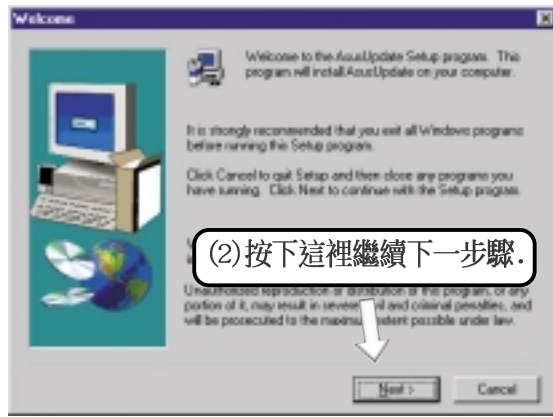 Welcome
Welcome to the AsusUpdate Setup program. This
program will install AsusUpdate on your computer.
It is strongly recommended that you exit all Windows programs
before running this Setup program.
Click Cancel to quit Setup and then close any programs you
have running. Click Next to continue with the Setup program.
(2)按下這裡繼續下一步驟.
Unauthorized reproduction or distribution of this program, or any
portion of it, may result in severe civil and criminal penalties, and
will be prosecuted to the maximum extent possible under law.
Next >
Cancel